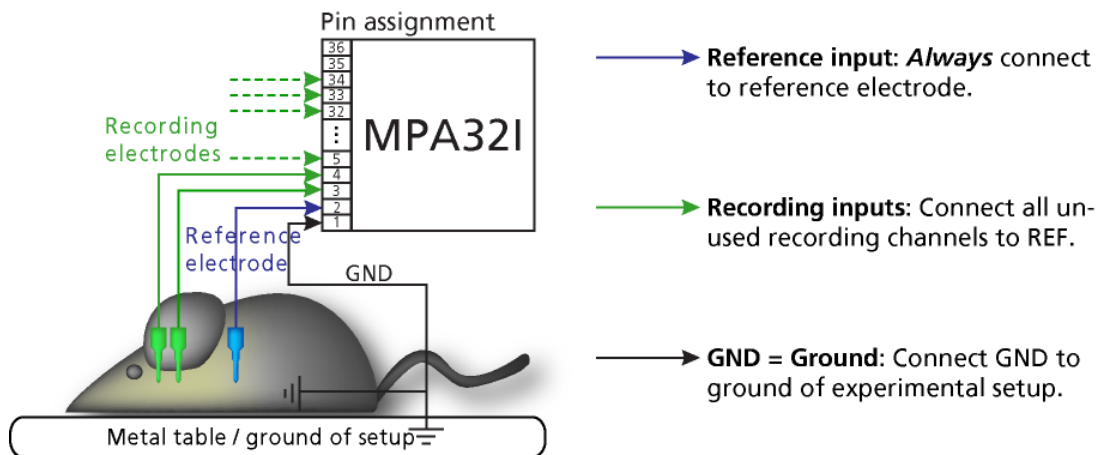 Pin assignment
36
35
34
33
32
⋮
5
4
3
2
1
MPA32I
Recording
electrodes
Reference
electrode
GND
Metal table / ground of setup
Reference input: Always connect
to reference electrode.
Recording inputs: Connect all un-
used recording channels to REF.
GND = Ground: Connect GND to
ground of experimental setup.